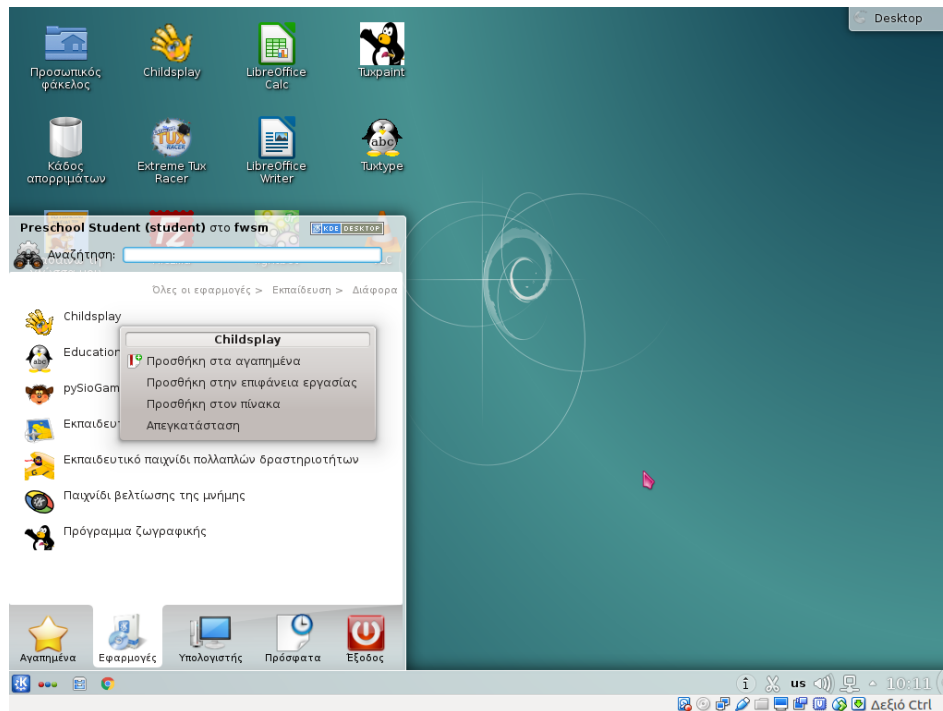 Desktop
Προσωπικός
φάκελος
Childsplay
LibreOffice
Calc
Tuxpaint
Κάδος
απορριμάτων
Extreme Tux
Racer
LibreOffice
Writer
Tuxtype
Preschool Student (student) στο fwsm
KDE DESKTOP
Αναζήτηση:
Όλες οι εφαρμογές > Εκπαίδευση > Διάφορα
Childsplay
Education
pySioGam
Εκπαιδευ
Εκπαιδευτικό παιχνίδι πολλαπλών δραστηριοτήτων
Παιχνίδι βελτίωσης της μνήμης
Πρόγραμμα ζωγραφικής
Childsplay
Προσθήκη στα αγαπημένα
Προσθήκη στην επιφάνεια εργασίας
Προσθήκη στον πίνακα
Απεγκατάσταση
Αγαπημένα
Εφαρμογές
Υπολογιστής
Πρόσφατα
Έξοδος
us
10:11
Δεξιό Ctrl